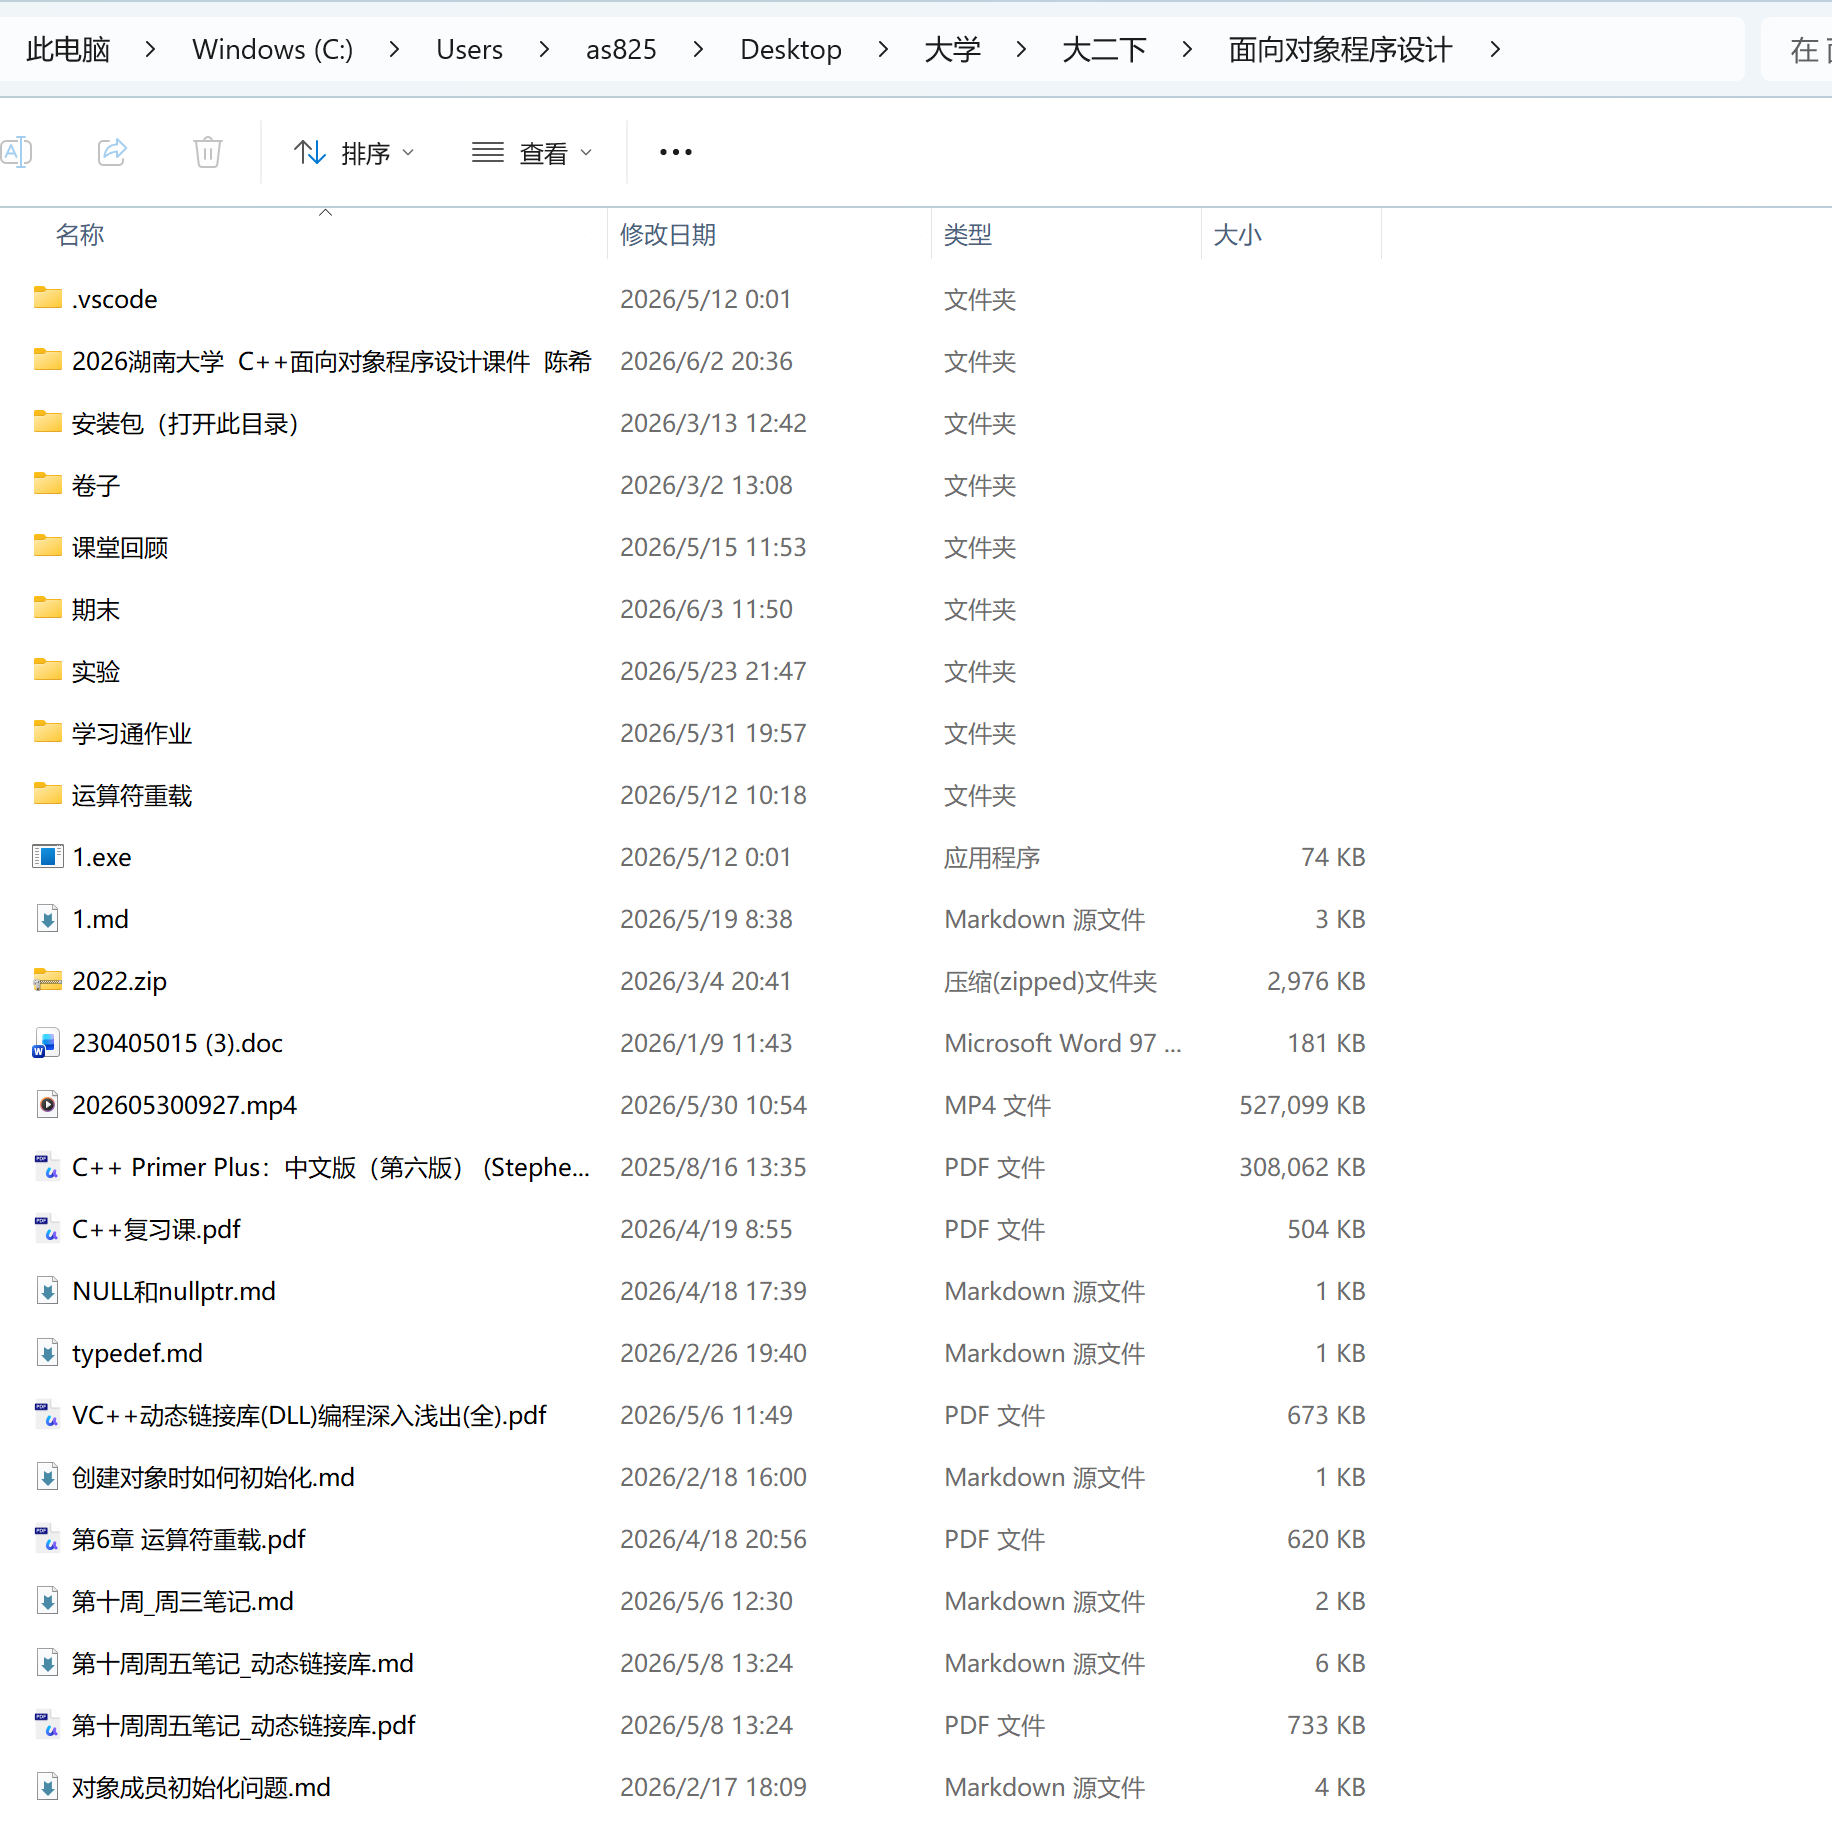 此电脑 > Windows (C:) > Users > as825 > Desktop > 大学 > 大二下 > 面向对象程序设计 > 在
排序 查看 •••
名称 修改日期 类型 大小
.vscode 2026/5/12 0:01 文件夹
2026湖南大学 C++面向对象程序设计课件 陈希 2026/6/2 20:36 文件夹
安装包（打开此目录） 2026/3/13 12:42 文件夹
卷子 2026/3/2 13:08 文件夹
课堂回顾 2026/5/15 11:53 文件夹
期末 2026/6/3 11:50 文件夹
实验 2026/5/23 21:47 文件夹
学习通作业 2026/5/31 19:57 文件夹
运算符重载 2026/5/12 10:18 文件夹
1.exe 2026/5/12 0:01 应用程序 74 KB
1.md 2026/5/19 8:38 Markdown 源文件 3 KB
2022.zip 2026/3/4 20:41 压缩(zipped)文件夹 2,976 KB
230405015 (3).doc 2026/1/9 11:43 Microsoft Word 97 ... 181 KB
202605300927.mp4 2026/5/30 10:54 MP4 文件 527,099 KB
C++ Primer Plus：中文版（第六版） (Stephe... 2025/8/16 13:35 PDF 文件 308,062 KB
C++复习课.pdf 2026/4/19 8:55 PDF 文件 504 KB
NULL和nullptr.md 2026/4/18 17:39 Markdown 源文件 1 KB
typedef.md 2026/2/26 19:40 Markdown 源文件 1 KB
VC++动态链接库(DLL)编程深入浅出(全).pdf 2026/5/6 11:49 PDF 文件 673 KB
创建对象时如何初始化.md 2026/2/18 16:00 Markdown 源文件 1 KB
第6章 运算符重载.pdf 2026/4/18 20:56 PDF 文件 620 KB
第十周_周三笔记.md 2026/5/6 12:30 Markdown 源文件 2 KB
第十周周五笔记_动态链接库.md 2026/5/8 13:24 Markdown 源文件 6 KB
第十周周五笔记_动态链接库.pdf 2026/5/8 13:24 PDF 文件 733 KB
对象成员初始化问题.md 2026/2/17 18:09 Markdown 源文件 4 KB